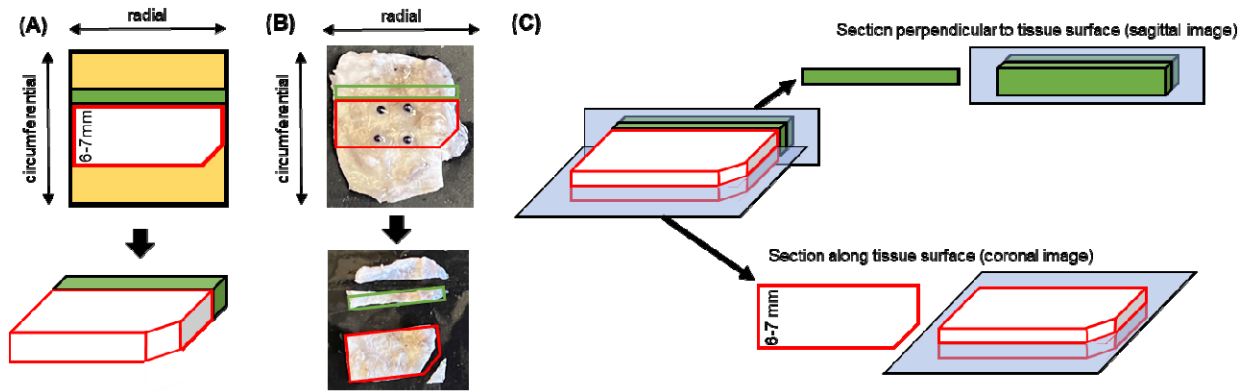 (A)
radial
circumferential
6-7mm
(B)
radial
circumferential
(C)
Section perpendicular to tissue surface (sagittal image)
Section along tissue surface (coronal image)
6-7 mm